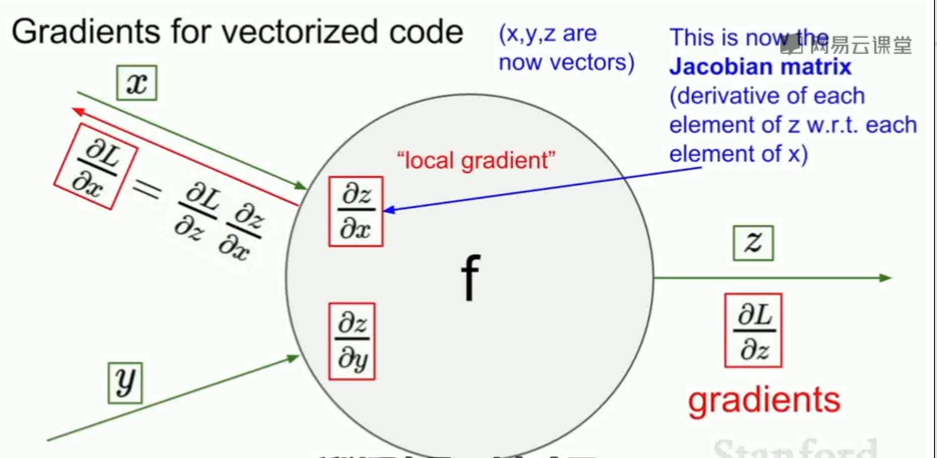 Gradients for vectorized code
(x,y,z are
now vectors)
This is now the
Jacobian matrix
(derivative of each
element of z w.r.t. each
element of x)
网易云课堂
x
∂L/∂x = ∂L/∂z ∂z/∂x
"local gradient"
∂z/∂x
f
z
∂L/∂z
∂z/∂y
y
gradients
Stanford